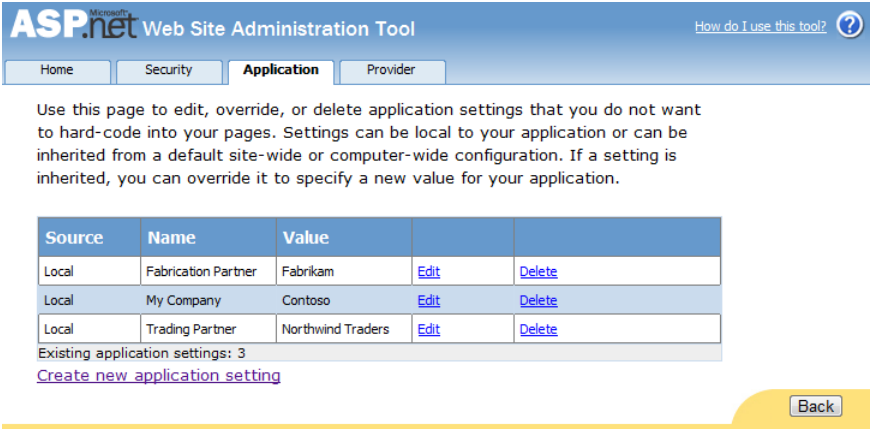 Microsoft®
ASP.net Web Site Administration Tool
How do I use this tool? ?
Home Security Application Provider
Use this page to edit, override, or delete application settings that you do not want
to hard-code into your pages. Settings can be local to your application or can be
inherited from a default site-wide or computer-wide configuration. If a setting is
inherited, you can override it to specify a new value for your application.
Source Name Value
Local Fabrication Partner Fabrikam Edit Delete
Local My Company Contoso Edit Delete
Local Trading Partner Northwind Traders Edit Delete
Existing application settings: 3
Create new application setting
Back